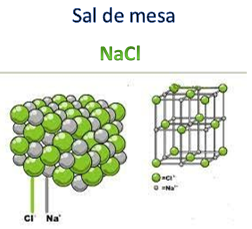 Sal de mesa
NaCl
Cl⁻ Na⁺
=Cl⁻
=Na⁺